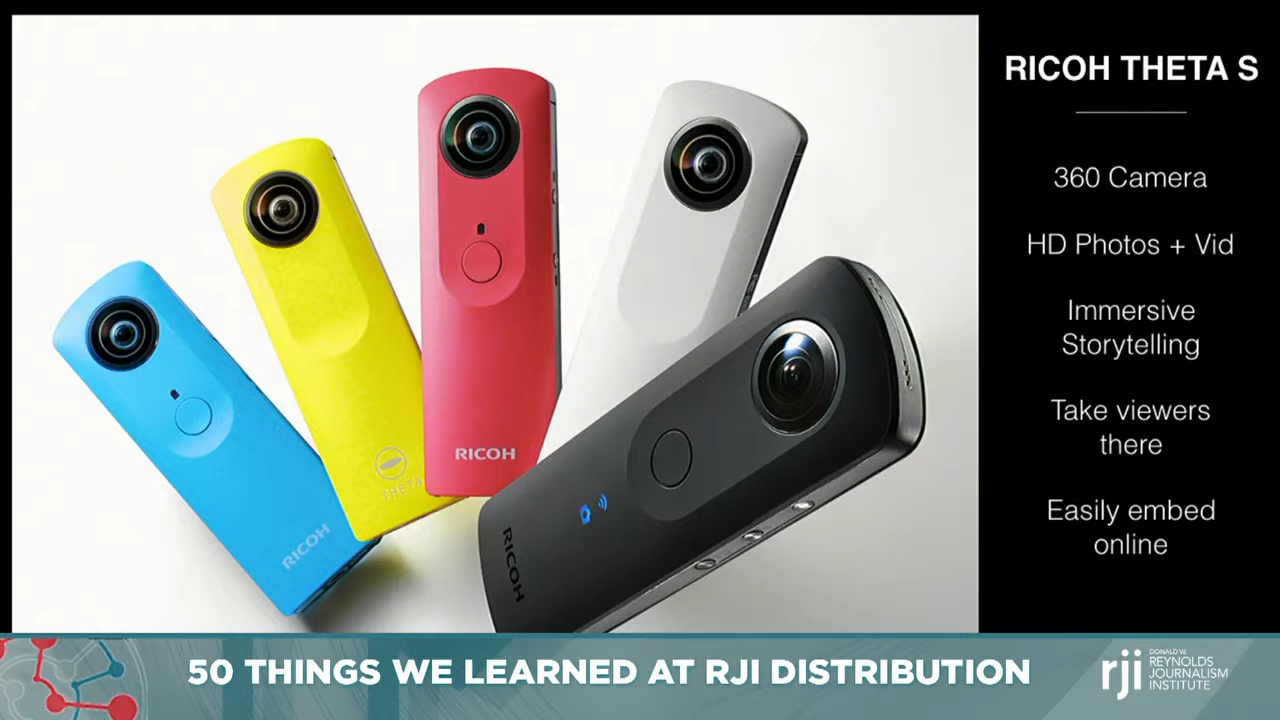 RICOH THETA S
360 Camera
HD Photos + Vid
Immersive
Storytelling
Take viewers
there
Easily embed
online
RICOH
THETA
RICOH
RICOH
50 THINGS WE LEARNED AT RJI DISTRIBUTION
rji
DONALD W.
REYNOLDS
JOURNALISM
INSTITUTE